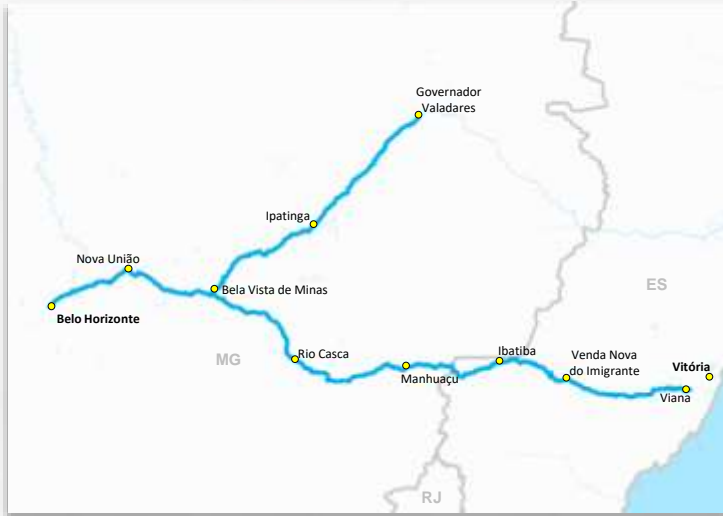 Governador
Valadares
Ipatinga
Nova União
ES
Bela Vista de Minas
Belo Horizonte
Ibatiba
MG
Rio Casca
Venda Nova
do Imigrante
Vitória
Manhuaçu
Viana
RJ